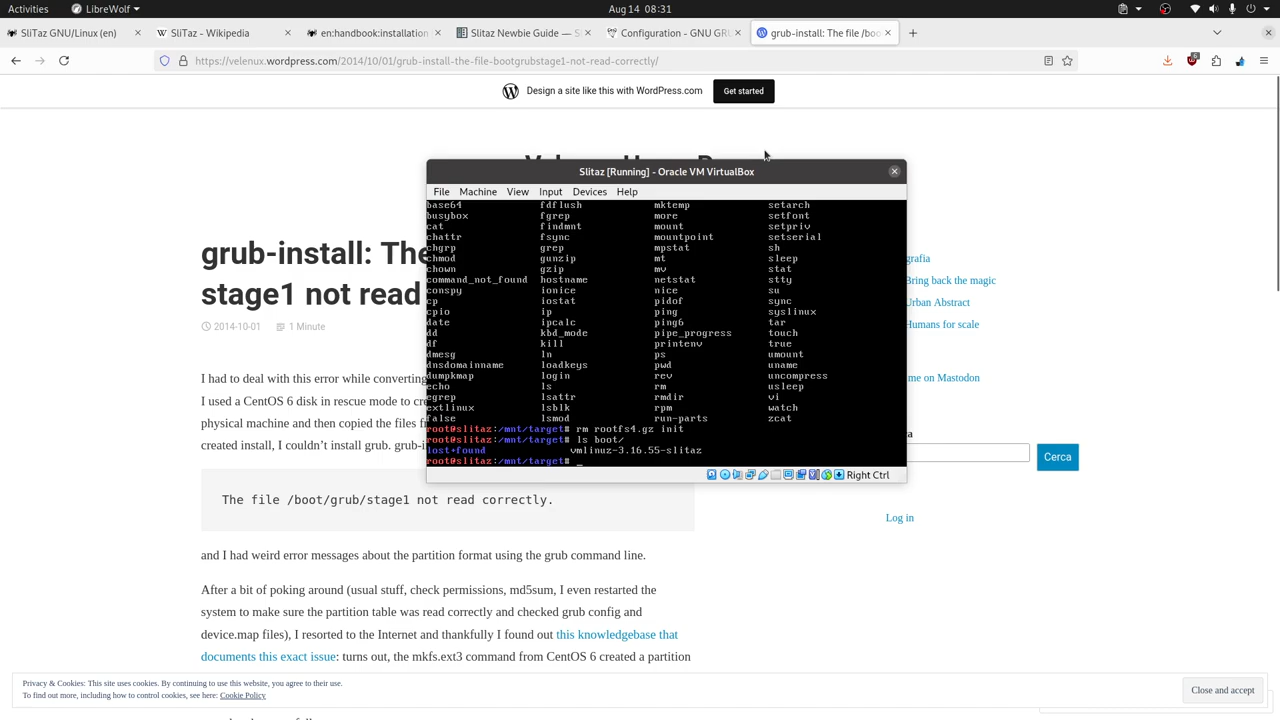 Activities
LibreWolf
Aug 14 08:31
SliTaz GNU/Linux (en)
SliTaz - Wikipedia
en:handbook:installation
Slitaz Newbie Guide — S
Configuration - GNU GR
grub-install: The file /boo
https://velenux.wordpress.com/2014/10/01/grub-install-the-file-bootgrubstage1-not-read-correctly/
6
Design a site like this with WordPress.com
Get started
Slitaz [Running] - Oracle VM VirtualBox
File Machine View Input Devices Help
base64 fdflush mktemp setarch
busybox fgrep more setfont
cat findmnt mount setpriv
chattr fsync mountpoint setserial
chgrp grep mpstat sh
chmod gunzip mt sleep
chown gzip mv stat
command_not_found hostname netstat stty
conspy ionice nice su
cp iostat pidof sync
cpio ip ping syslinux
date ipcalc ping6 tar
dd kbd_mode pipe_progress touch
df kill printenv true
dmesg ln ps umount
dnsdomainname loadkeys pwd uname
dumpkmap login rev uncompress
echo ls rm usleep
egrep lsattr rmdir vi
extlinux lsblk rpm watch
false lsmod run-parts zcat
root@slitaz:/mnt/target# rm rootfs4.gz init
root@slitaz:/mnt/target# ls boot/
lost+found vmlinuz-3.16.55-slitaz
root@slitaz:/mnt/target# _
Right Ctrl
grub-install: The
stage1 not read
2014-10-01
1 Minute
I had to deal with this error while converting
I used a CentOS 6 disk in rescue mode to cre
physical machine and then copied the files f
created install, I couldn't install grub. grub-i
The file /boot/grub/stage1 not read correctly.
and I had weird error messages about the partition format using the grub command line.
After a bit of poking around (usual stuff, check permissions, md5sum, I even restarted the
system to make sure the partition table was read correctly and checked grub config and
device.map files), I resorted to the Internet and thankfully I found out this knowledgebase that
documents this exact issue: turns out, the mkfs.ext3 command from CentOS 6 created a partition
grafia
Bring back the magic
Urban Abstract
Humans for scale
me on Mastodon
Cerca
Log in
Privacy & Cookies: This site uses cookies. By continuing to use this website, you agree to their use.
To find out more, including how to control cookies, see here: Cookie Policy
Close and accept